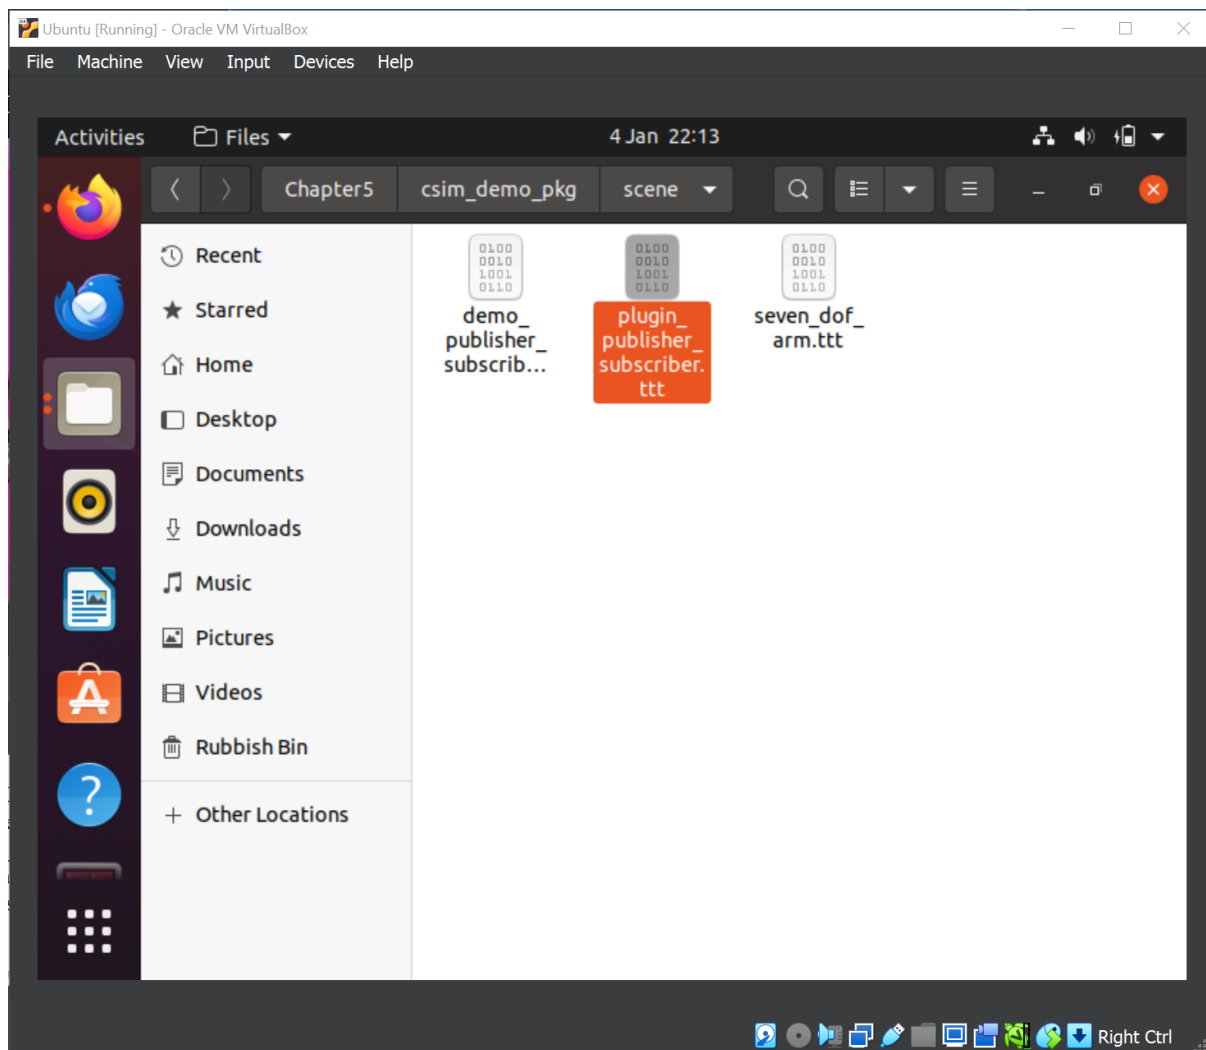 Ubuntu [Running] - Oracle VM VirtualBox
File Machine View Input Devices Help
Activities Files 4 Jan 22:13
Chapter5 csim_demo_pkg scene
Recent
Starred
Home
Desktop
Documents
Downloads
Music
Pictures
Videos
Rubbish Bin
Other Locations
0100
0010
1001
0110
demo_
publisher_
subscrib...
0100
0010
1001
0110
plugin_
publisher_
subscriber.
ttt
0100
0010
1001
0110
seven_dof_
arm.ttt
Right Ctrl